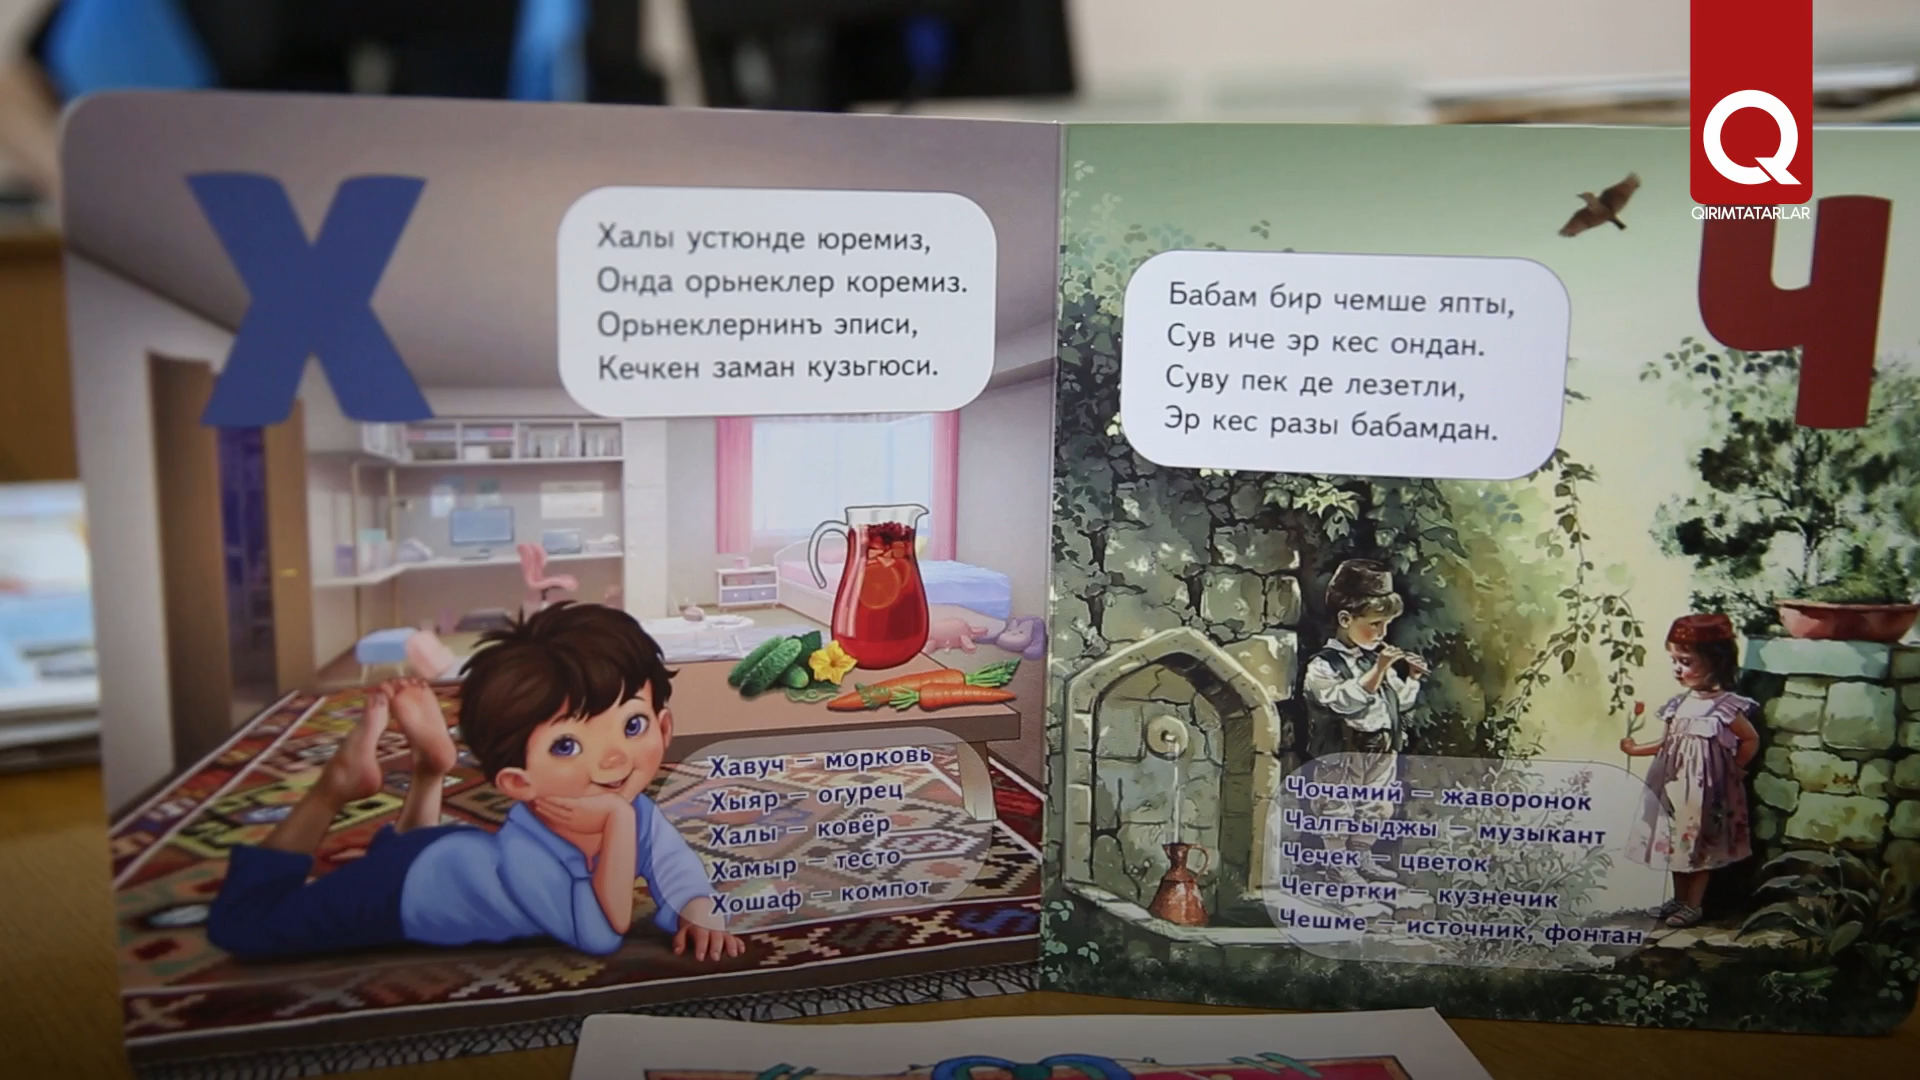 Х
Халы устюнде юремиз,
Онда орьнеклер коремиз.
Орьнеклернинъ эписи,
Кечкен заман кузьгюси.
Хавуч – морковь
Хыяр – огурец
Халы – ковёр
Хамыр – тесто
Хошаф – компот
Q
QIRIMTATARLAR
Ч
Бабам бир чемше япты,
Сув иче эр кес ондан.
Суву пек де лезетли,
Эр кес разы бабамдан.
Чочамий – жаворонок
Чалгъыджы – музыкант
Чечек – цветок
Чегертки – кузнечик
Чешме – источник, фонтан